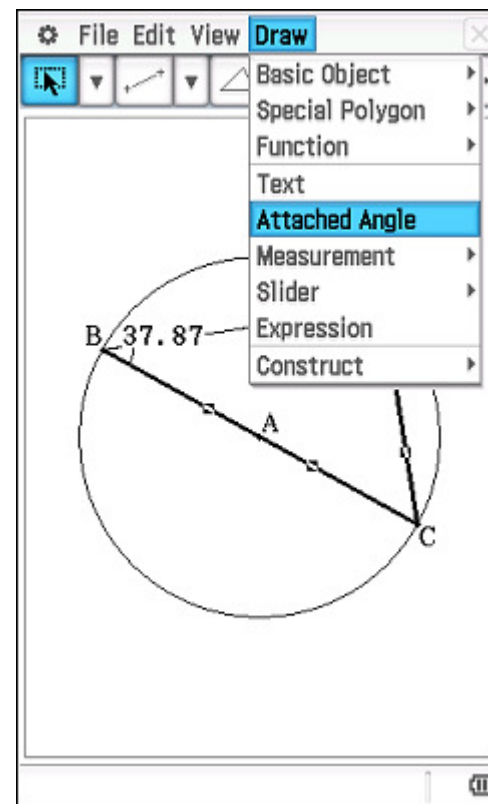 File Edit View Draw
Basic Object
Special Polygon
Function
Text
Attached Angle
Measurement
Slider
Expression
Construct
B 37.87
A
C